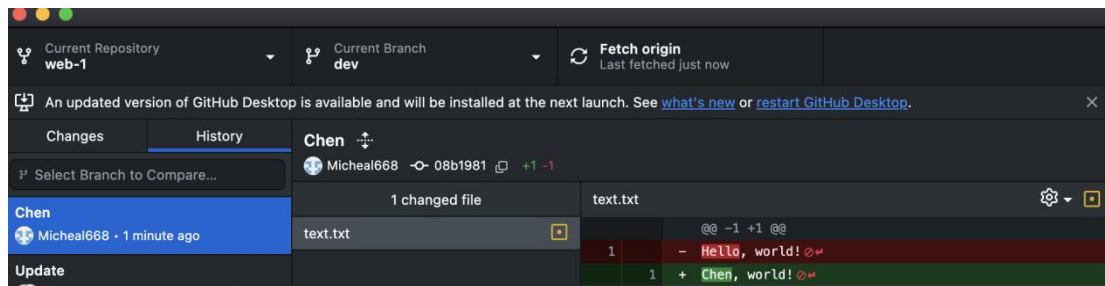 Current Repository
web-1
Current Branch
dev
Fetch origin
Last fetched just now
An updated version of GitHub Desktop is available and will be installed at the next launch. See what's new or restart GitHub Desktop.
Changes
History
Select Branch to Compare...
Chen
Micheal668 • 1 minute ago
Update
Chen
Micheal668 08b1981 +1 -1
1 changed file
text.txt
text.txt
@@ -1 +1 @@
1 - Hello, world!
1 + Chen, world!